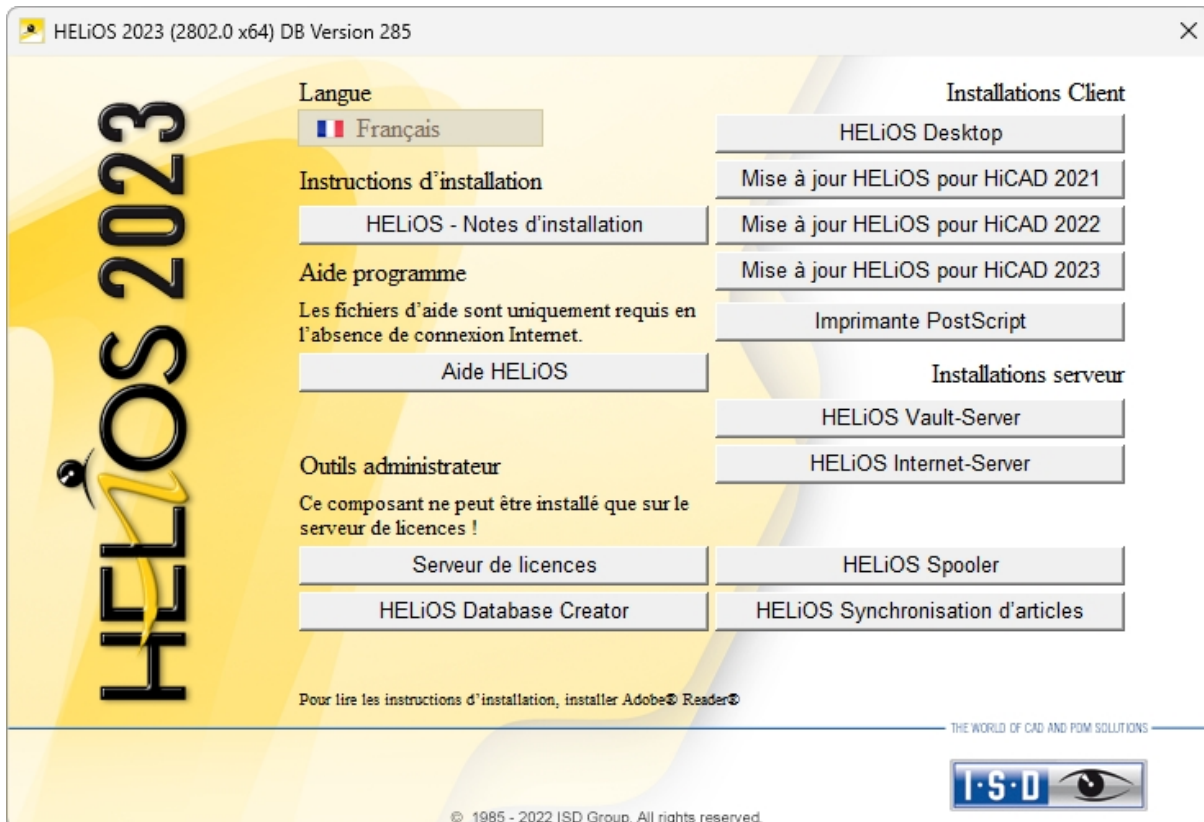 HELiOS 2023 (2802.0 x64) DB Version 285
HELiOS 2023
Langue
Français
Instructions d'installation
HELiOS - Notes d'installation
Aide programme
Les fichiers d'aide sont uniquement requis en
l'absence de connexion Internet.
Aide HELiOS
Outils administrateur
Ce composant ne peut être installé que sur le
serveur de licences !
Serveur de licences
HELiOS Database Creator
Installations Client
HELiOS Desktop
Mise à jour HELiOS pour HiCAD 2021
Mise à jour HELiOS pour HiCAD 2022
Mise à jour HELiOS pour HiCAD 2023
Imprimante PostScript
Installations serveur
HELiOS Vault-Server
HELiOS Internet-Server
HELiOS Spooler
HELiOS Synchronisation d'articles
Pour lire les instructions d'installation, installer Adobe® Reader®
THE WORLD OF CAD AND PDM SOLUTIONS
I·S·D
© 1985 - 2022 ISD Group. All rights reserved.